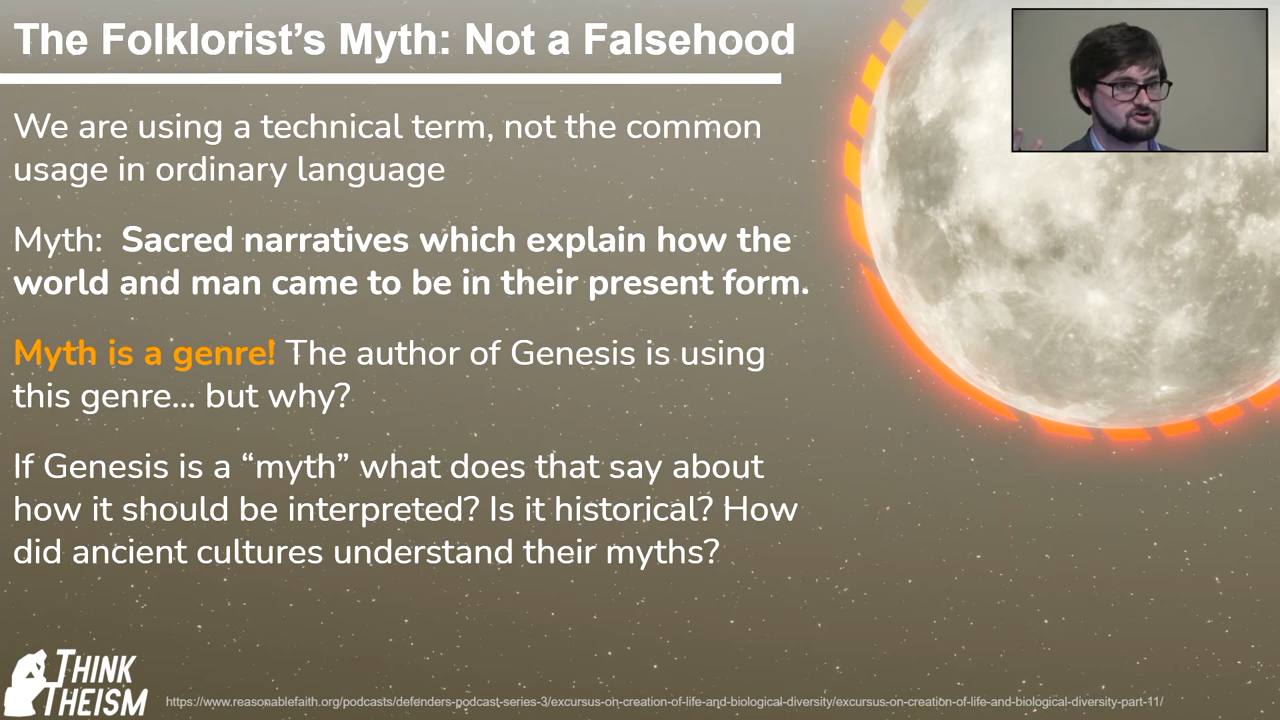 The Folklorist’s Myth: Not a Falsehood
We are using a technical term, not the common
usage in ordinary language
Myth: Sacred narratives which explain how the
world and man came to be in their present form.
Myth is a genre! The author of Genesis is using
this genre... but why?
If Genesis is a “myth” what does that say about
how it should be interpreted? Is it historical? How
did ancient cultures understand their myths?
THINK
THEISM
https://www.reasonablefaith.org/podcasts/defenders-podcast-series-3/excursus-on-creation-of-life-and-biological-diversity/excursus-on-creation-of-life-and-biological-diversity-part-11/